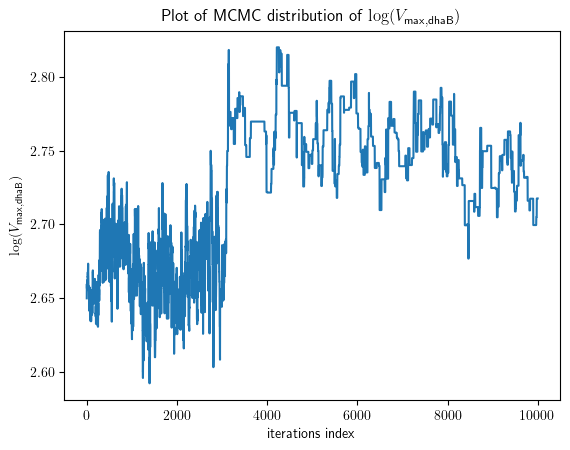 Plot of MCMC distribution of log(V_max,dhaB)
log(V_max,dhaB)
2.80
2.75
2.70
2.65
2.60
0 2000 4000 6000 8000 10000
iterations index